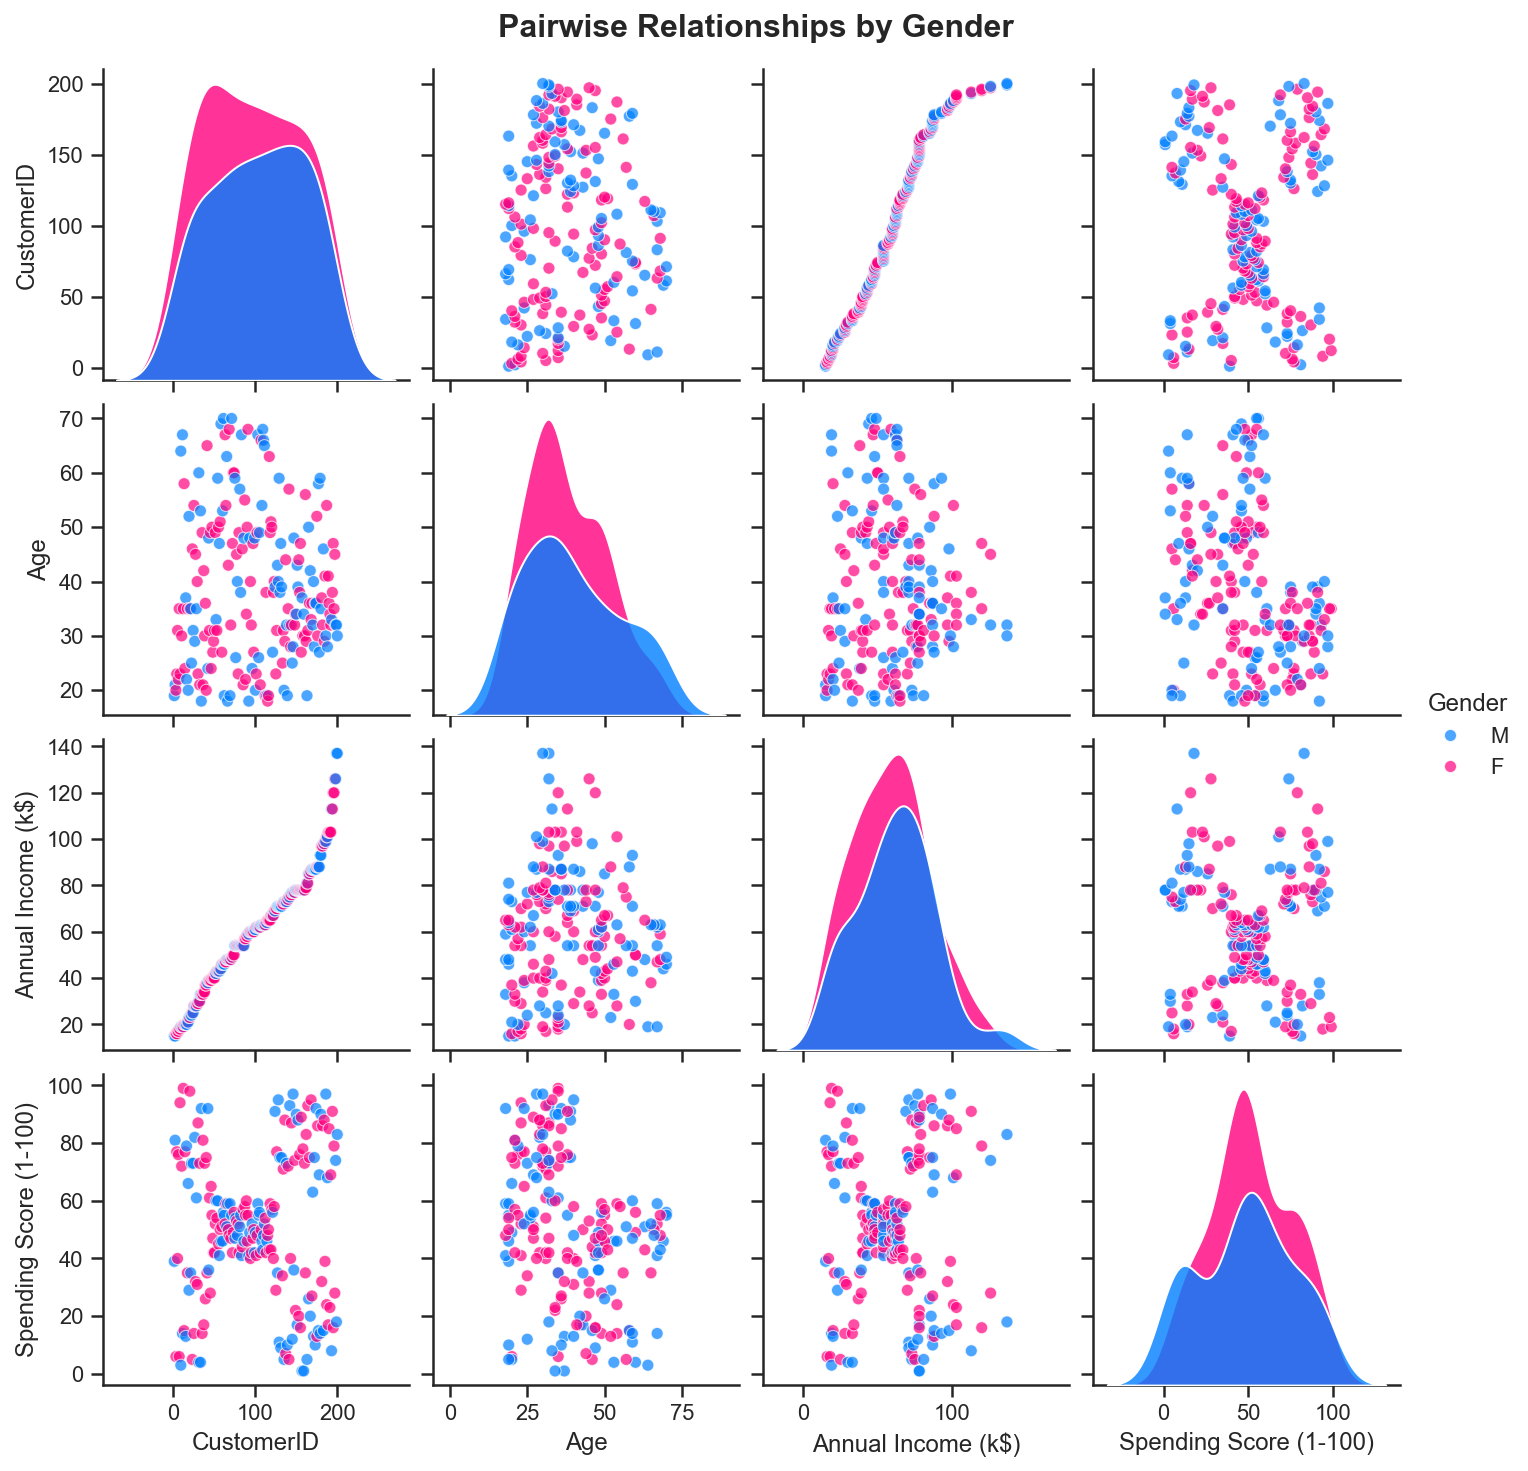 Pairwise Relationships by Gender
CustomerID
200
150
100
50
0
Age
70
60
50
40
30
20
Annual Income (k$)
140
120
100
80
60
40
20
Spending Score (1-100)
100
80
60
40
20
0
0 100 200
CustomerID
0 25 50 75
Age
0 100
Annual Income (k$)
0 50 100
Spending Score (1-100)
Gender
M
F